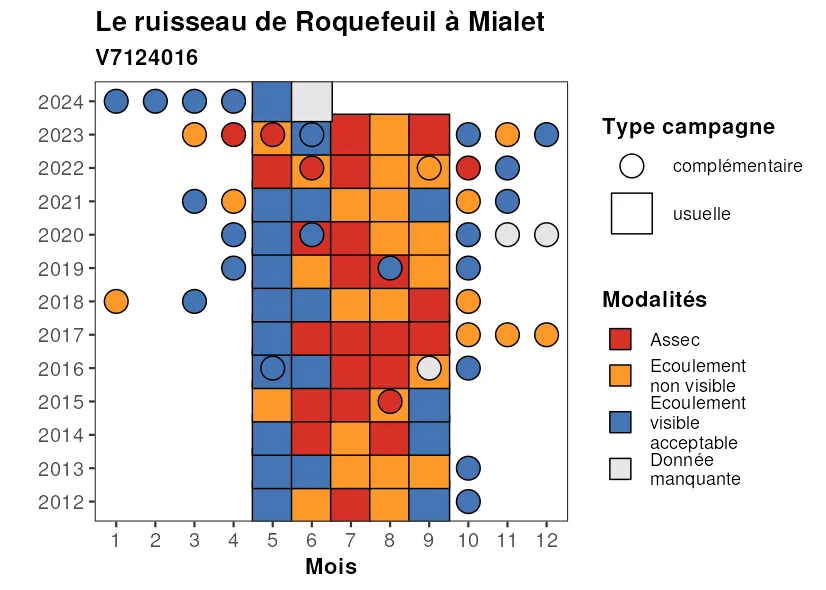 Le ruisseau de Roquefeuil à Mialet
V7124016
2024
2023
2022
2021
2020
2019
2018
2017
2016
2015
2014
2013
2012
1 2 3 4 5 6 7 8 9 10 11 12
Mois
Type campagne
complémentaire
usuelle
Modalités
Assec
Ecoulement
non visible
Ecoulement
visible
acceptable
Donnée
manquante